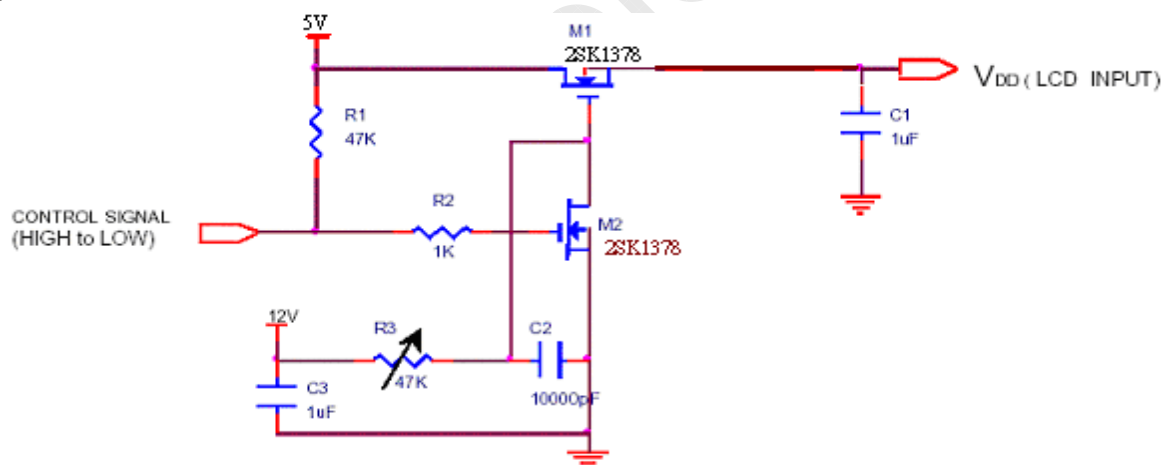 5V
M1
2SK1378
VDD ( LCD INPUT)
R1
47K
C1
1uF
CONTROL SIGNAL
(HIGH to LOW)
R2
1K
M2
2SK1378
12V
R3
47K
C2
10000pF
C3
1uF